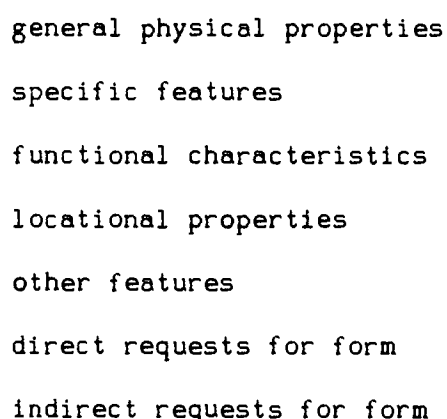 general physical properties
specific features
functional characteristics
locational properties
other features
direct requests for form
indirect requests for form